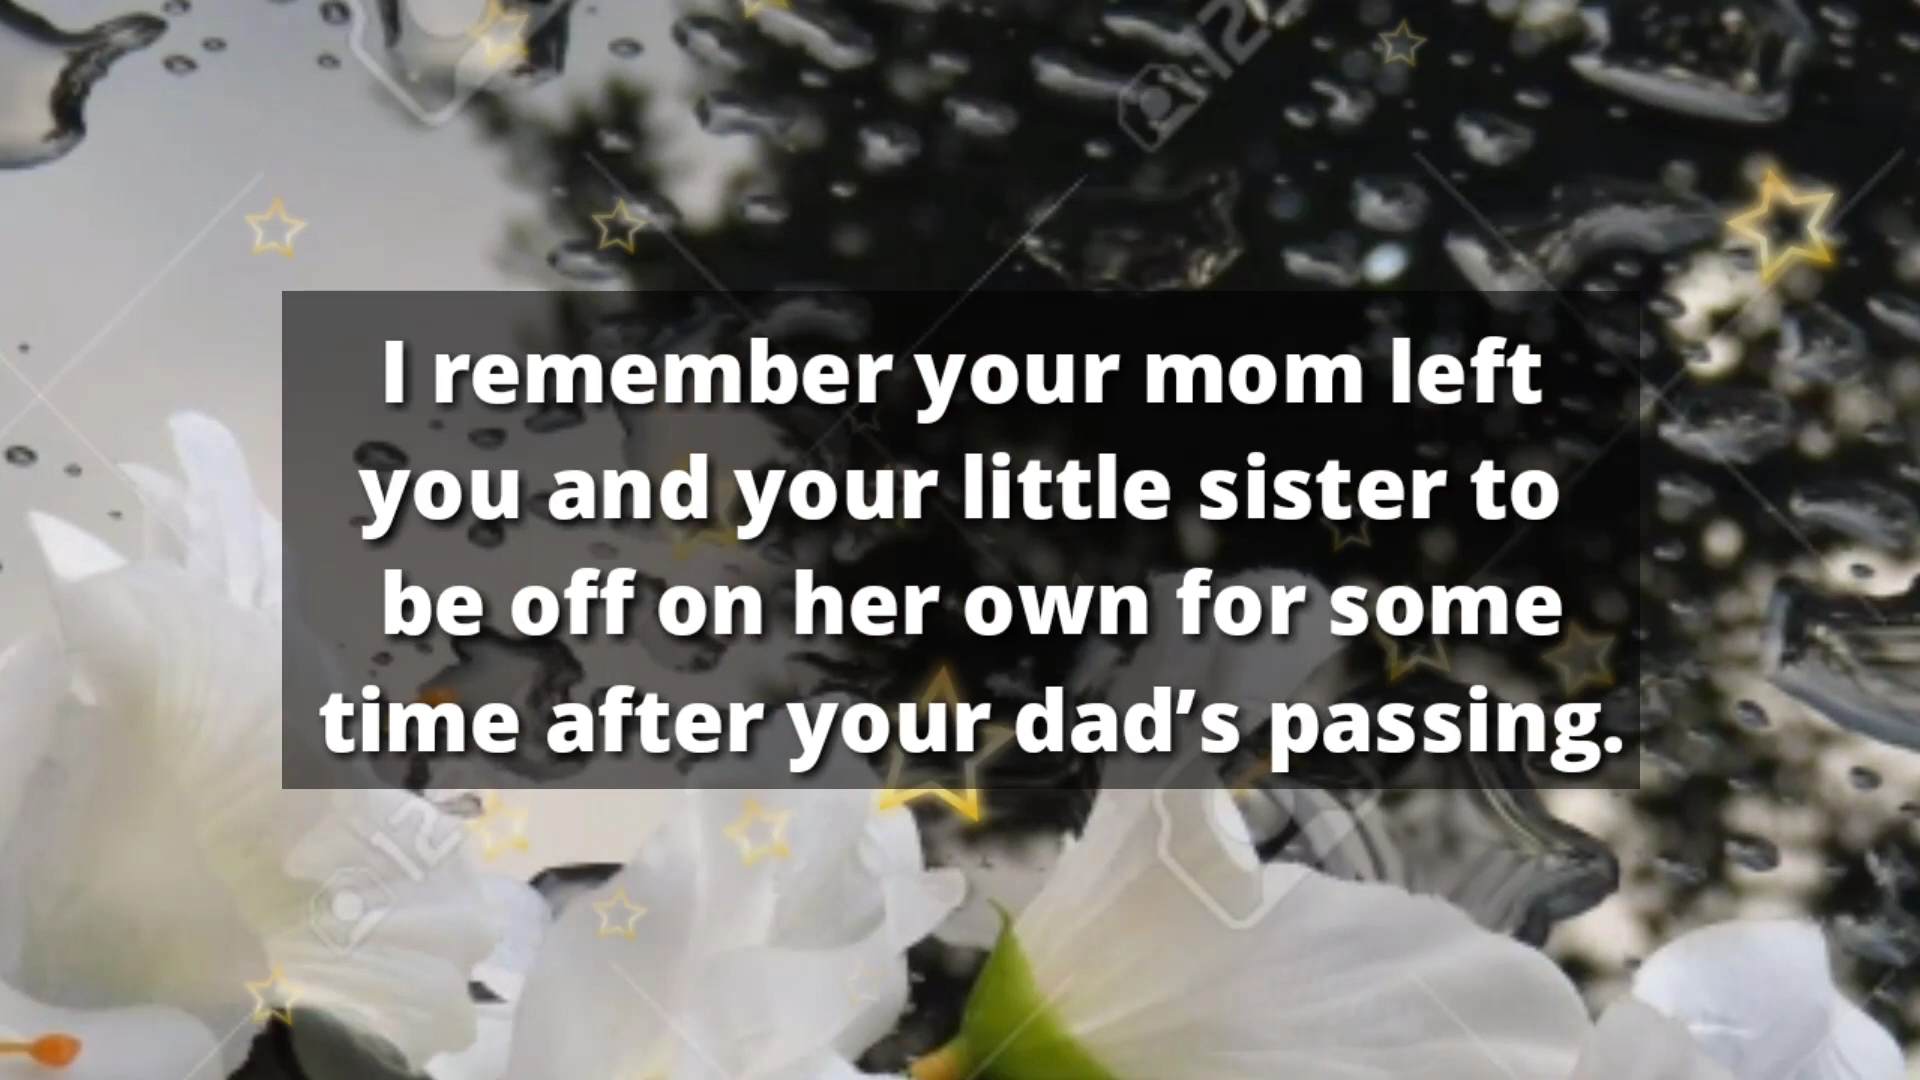 I remember your mom left
you and your little sister to
be off on her own for some
time after your dad’s passing.